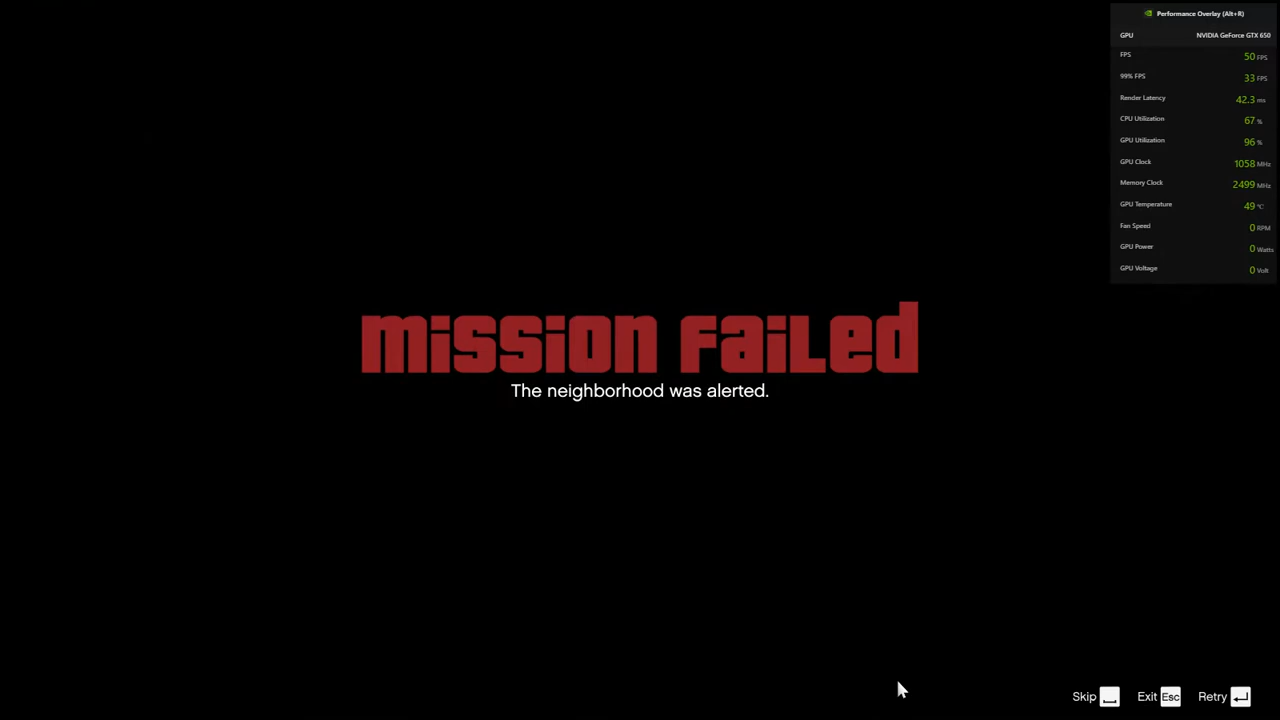 Performance Overlay (Alt+R)
GPU NVIDIA GeForce GTX 650
FPS 50 FPS
99% FPS 33 FPS
Render Latency 42.3 ms
CPU Utilization 67 %
GPU Utilization 96 %
GPU Clock 1058 MHz
Memory Clock 2499 MHz
GPU Temperature 49 °C
Fan Speed 0 RPM
GPU Power 0 Watts
GPU Voltage 0 Volt
mission failed
The neighborhood was alerted.
Skip Exit Esc Retry